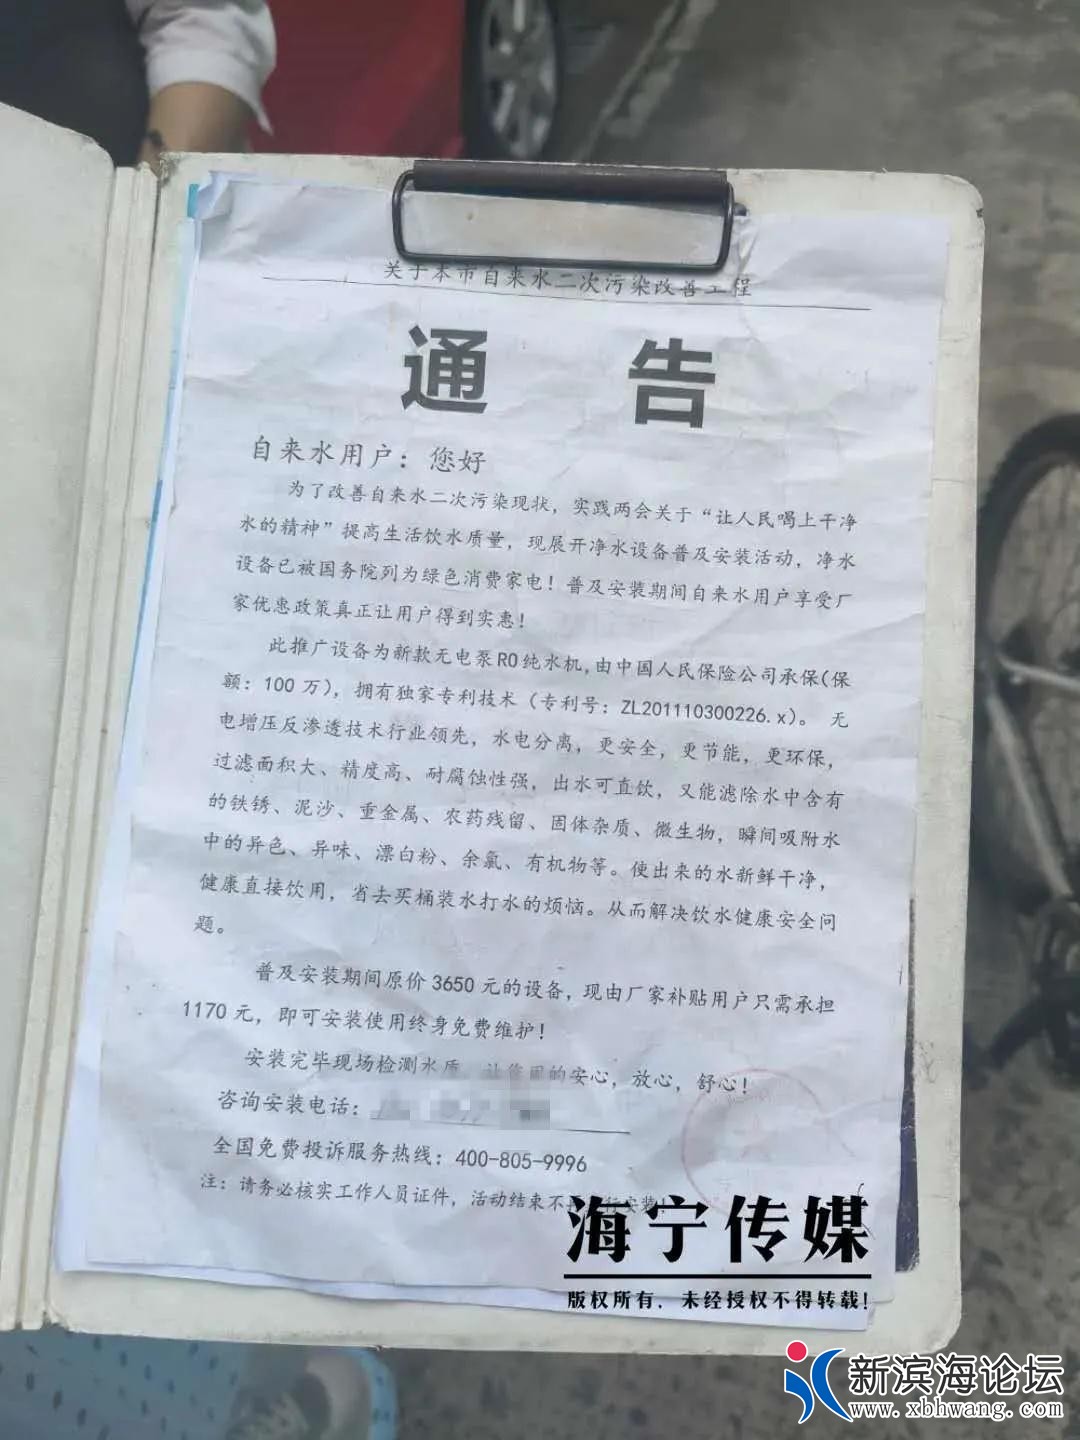 关于本市自来水二次污染改善工程
通 告
自来水用户：您好
为了改善自来水二次污染现状，实践两会关于“让人民喝上干净
水的精神”提高生活饮水质量，现展开净水设备普及安装活动，净水
设备已被国务院列为绿色消费家电！普及安装期间自来水用户享受厂
家优惠政策真正让用户得到实惠！
此推广设备为新款无电泵RO纯水机,由中国人民保险公司承保(保
额：100万)，拥有独家专利技术（专利号：ZL201110300226.x）。 无
电增压反渗透技术行业领先，水电分离，更安全，更节能，更环保，
过滤面积大、精度高、耐腐蚀性强，出水可直饮，又能滤除水中含有
的铁锈、泥沙、重金属、农药残留、固体杂质、微生物，瞬间吸附水
中的异色、异味、漂白粉、余氯、有机物等。使出来的水新鲜干净，
健康直接饮用，省去买桶装水打水的烦恼。从而解决饮水健康安全问
题。
普及安装期间原价3650元的设备，现由厂家补贴用户只需承担
1170元，即可安装使用终身免费维护！
安装完毕现场检测水质，让您用的安心，放心，舒心！
咨询安装电话：
全国免费投诉服务热线：400-805-9996
注：请务必核实工作人员证件，活动结束不再 行安装！
海宁传媒
版权所有，未经授权不得转载！
新滨海论坛
www.xbhwang.com